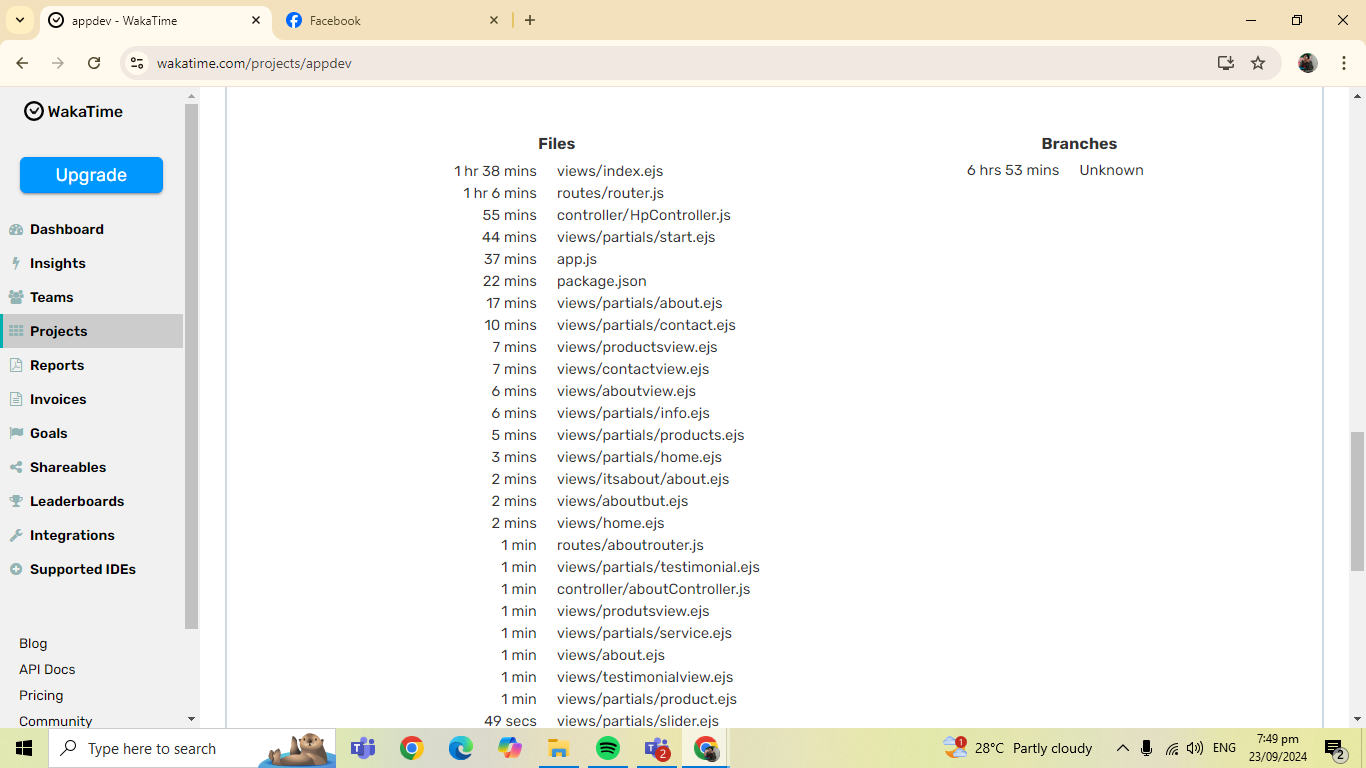 appdev - WakaTime
Facebook
wakatime.com/projects/appdev
WakaTime
Upgrade
Dashboard
Insights
Teams
Projects
Reports
Invoices
Goals
Shareables
Leaderboards
Integrations
Supported IDEs
Blog
API Docs
Pricing
Community
Files
1 hr 38 mins views/index.ejs
1 hr 6 mins routes/router.js
55 mins controller/HpController.js
44 mins views/partials/start.ejs
37 mins app.js
22 mins package.json
17 mins views/partials/about.ejs
10 mins views/partials/contact.ejs
7 mins views/productsview.ejs
7 mins views/contactview.ejs
6 mins views/aboutview.ejs
6 mins views/partials/info.ejs
5 mins views/partials/products.ejs
3 mins views/partials/home.ejs
2 mins views/itsabout/about.ejs
2 mins views/aboutbut.ejs
2 mins views/home.ejs
1 min routes/aboutrouter.js
1 min views/partials/testimonial.ejs
1 min controller/aboutController.js
1 min views/produtsview.ejs
1 min views/partials/service.ejs
1 min views/about.ejs
1 min views/testimonialview.ejs
1 min views/partials/product.ejs
49 secs views/partials/slider.ejs
Branches
6 hrs 53 mins Unknown
Type here to search
2
1
28°C Partly cloudy
ENG
7:49 pm
23/09/2024
2